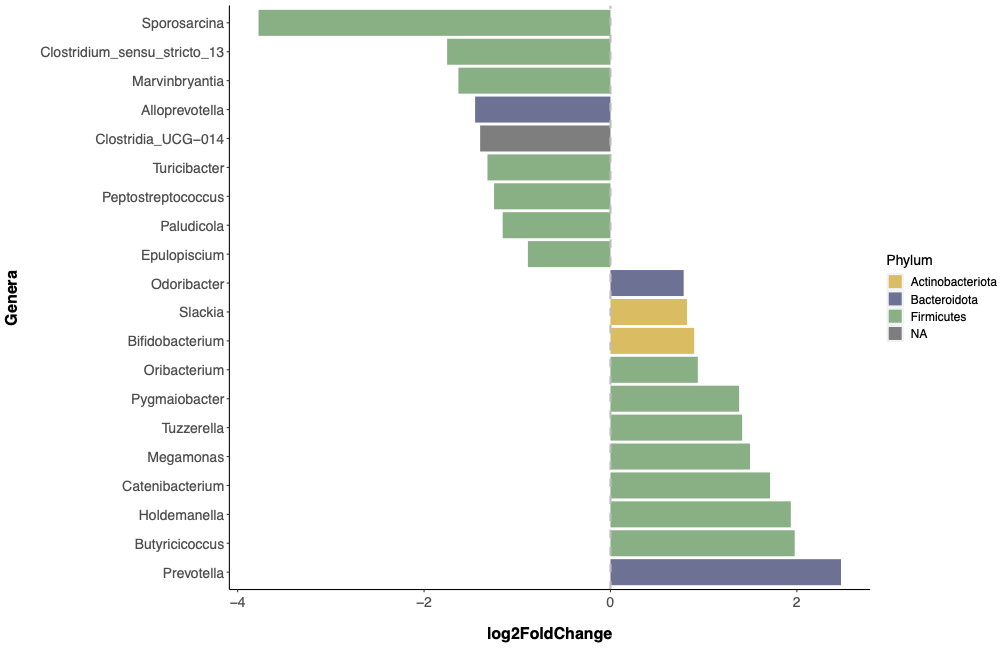 Sporosarcina
Clostridium_sensu_stricto_13
Marvinbryantia
Alloprevotella
Clostridia_UCG−014
Turicibacter
Peptostreptococcus
Paludicola
Epulopiscium
Odoribacter
Slackia
Bifidobacterium
Oribacterium
Pygmaiobacter
Tuzzerella
Megamonas
Catenibacterium
Holdemanella
Butyricicoccus
Prevotella
Genera
−4 −2 0 2
log2FoldChange
Phylum
Actinobacteriota
Bacteroidota
Firmicutes
NA